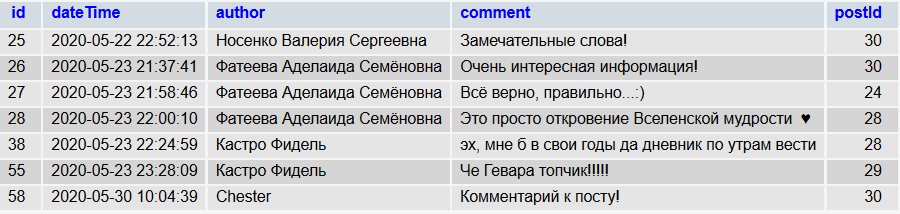 id dateTime author comment postId
25 2020-05-22 22:52:13 Носенко Валерия Сергеевна Замечательные слова! 30
26 2020-05-23 21:37:41 Фатеева Аделаида Семёновна Очень интересная информация! 30
27 2020-05-23 21:58:46 Фатеева Аделаида Семёновна Всё верно, правильно...:) 24
28 2020-05-23 22:00:10 Фатеева Аделаида Семёновна Это просто откровение Вселенской мудрости ♥ 28
38 2020-05-23 22:24:59 Кастро Фидель эх, мне б в свои годы да дневник по утрам вести 28
55 2020-05-23 23:28:09 Кастро Фидель Че Гевара топчик!!!!! 29
58 2020-05-30 10:04:39 Chester Комментарий к посту! 30